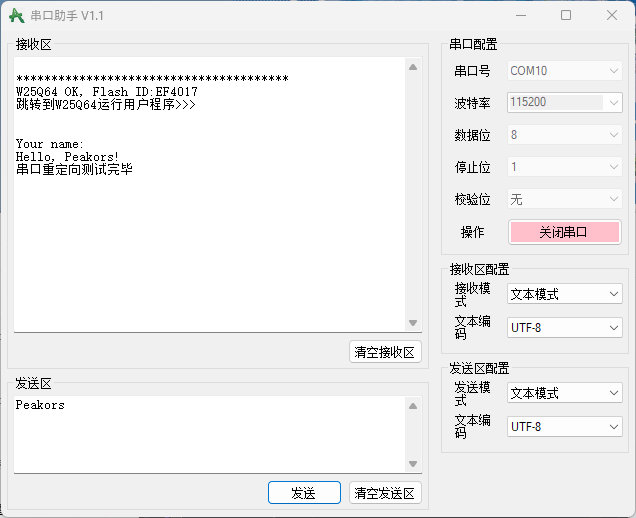 串口助手 V1.1
接收区
***************************************
W25Q64 OK, Flash ID:EF4017
跳转到W25Q64运行用户程序>>>
Your name:
Hello, Peakors!
串口重定向测试完毕
清空接收区
发送区
Peakors
发送
清空发送区
串口配置
串口号 COM10
波特率 115200
数据位 8
停止位 1
校验位 无
操作 关闭串口
接收区配置
接收模式 文本模式
文本编码 UTF-8
发送区配置
发送模式 文本模式
文本编码 UTF-8